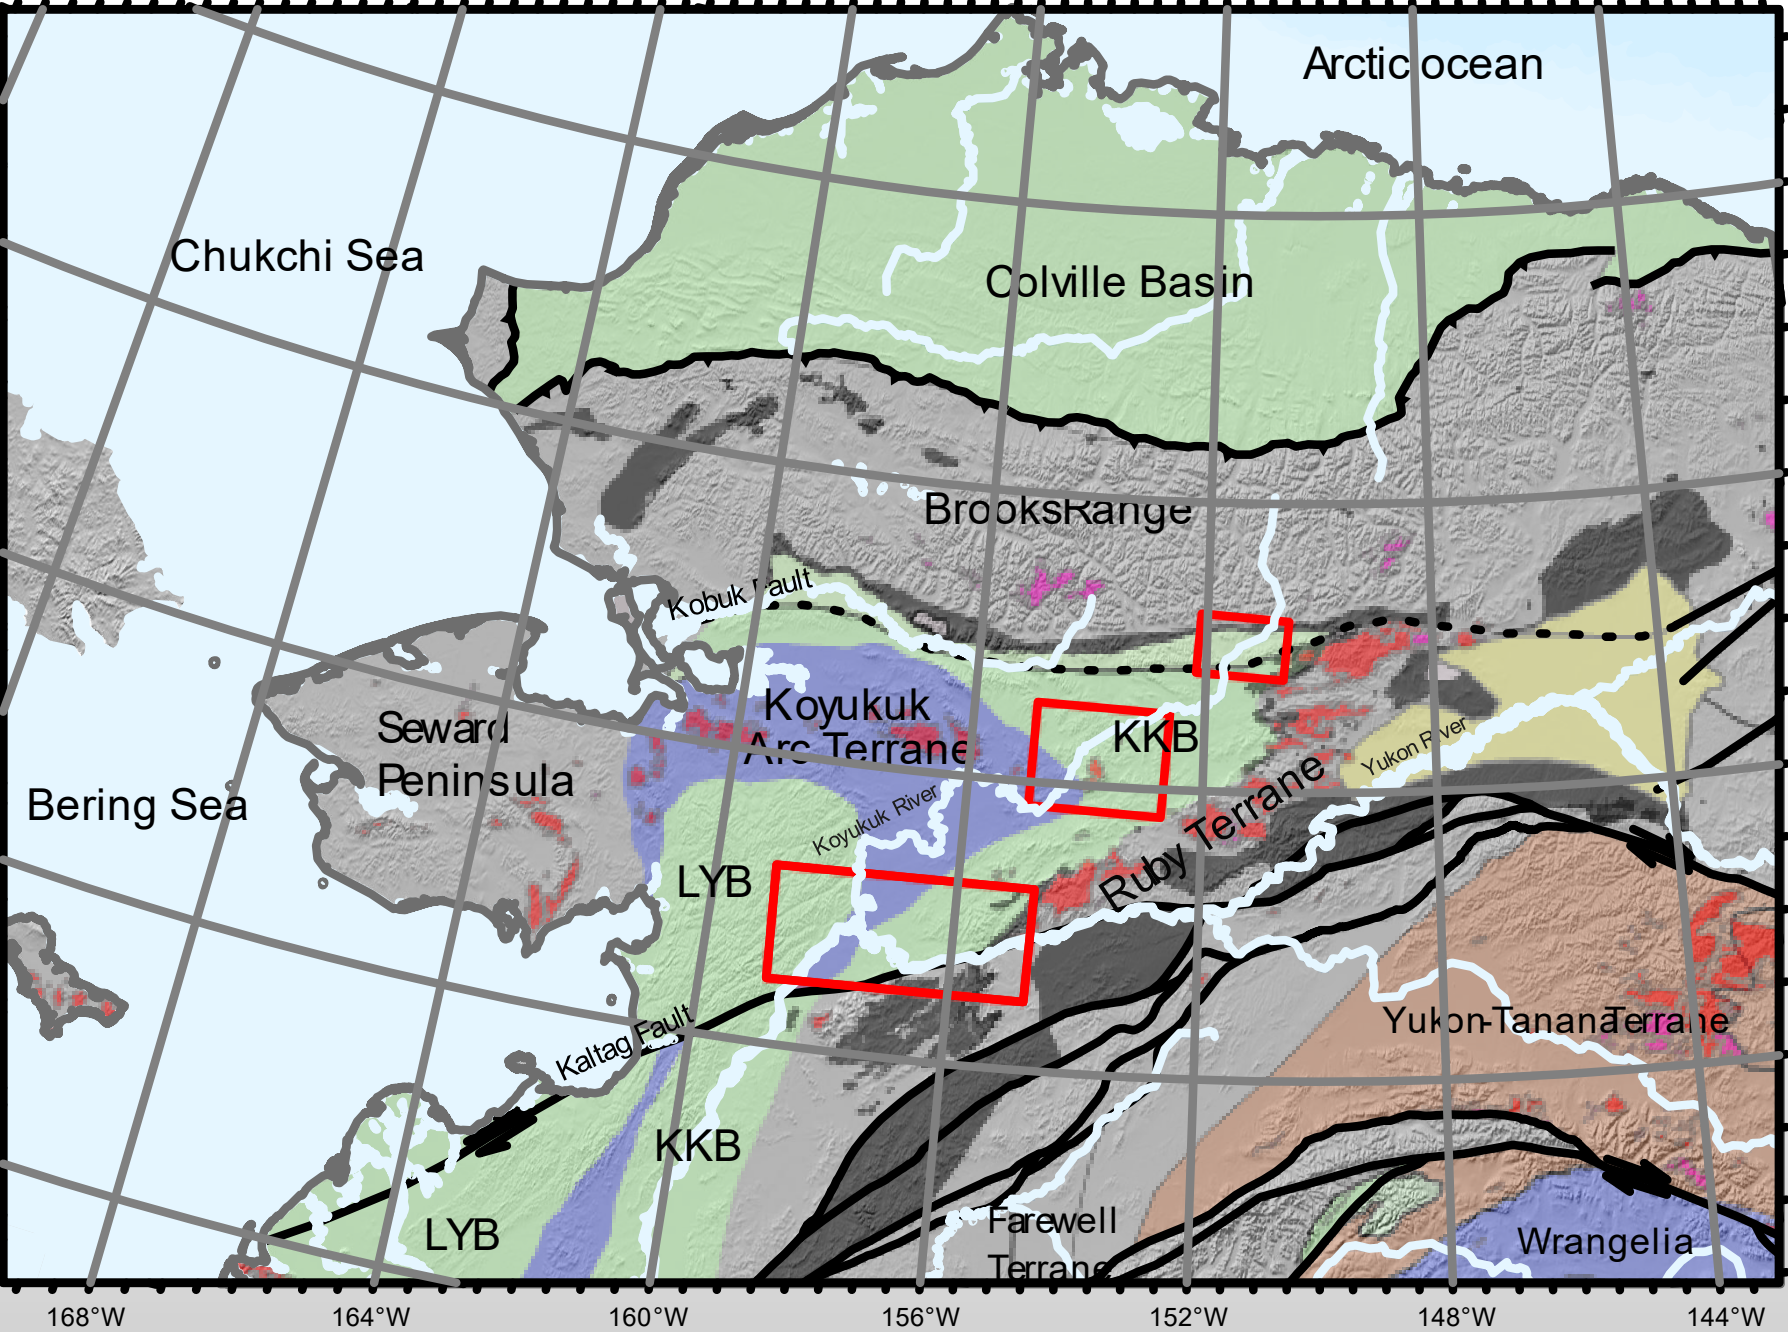 Arctic ocean
Chukchi Sea
Colville Basin
BrooksRange
Kobuk Fault
Koyukuk
Arc Terrane
Seward
Peninsula
KKB
Yukon River
Bering Sea
Koyukuk River
Ruby Terrane
LYB
Yukon-TananaTerrane
Kaltag Fault
KKB
LYB
Farewell
Terrane
Wrangelia
168°W 164°W 160°W 156°W 152°W 148°W 144°W